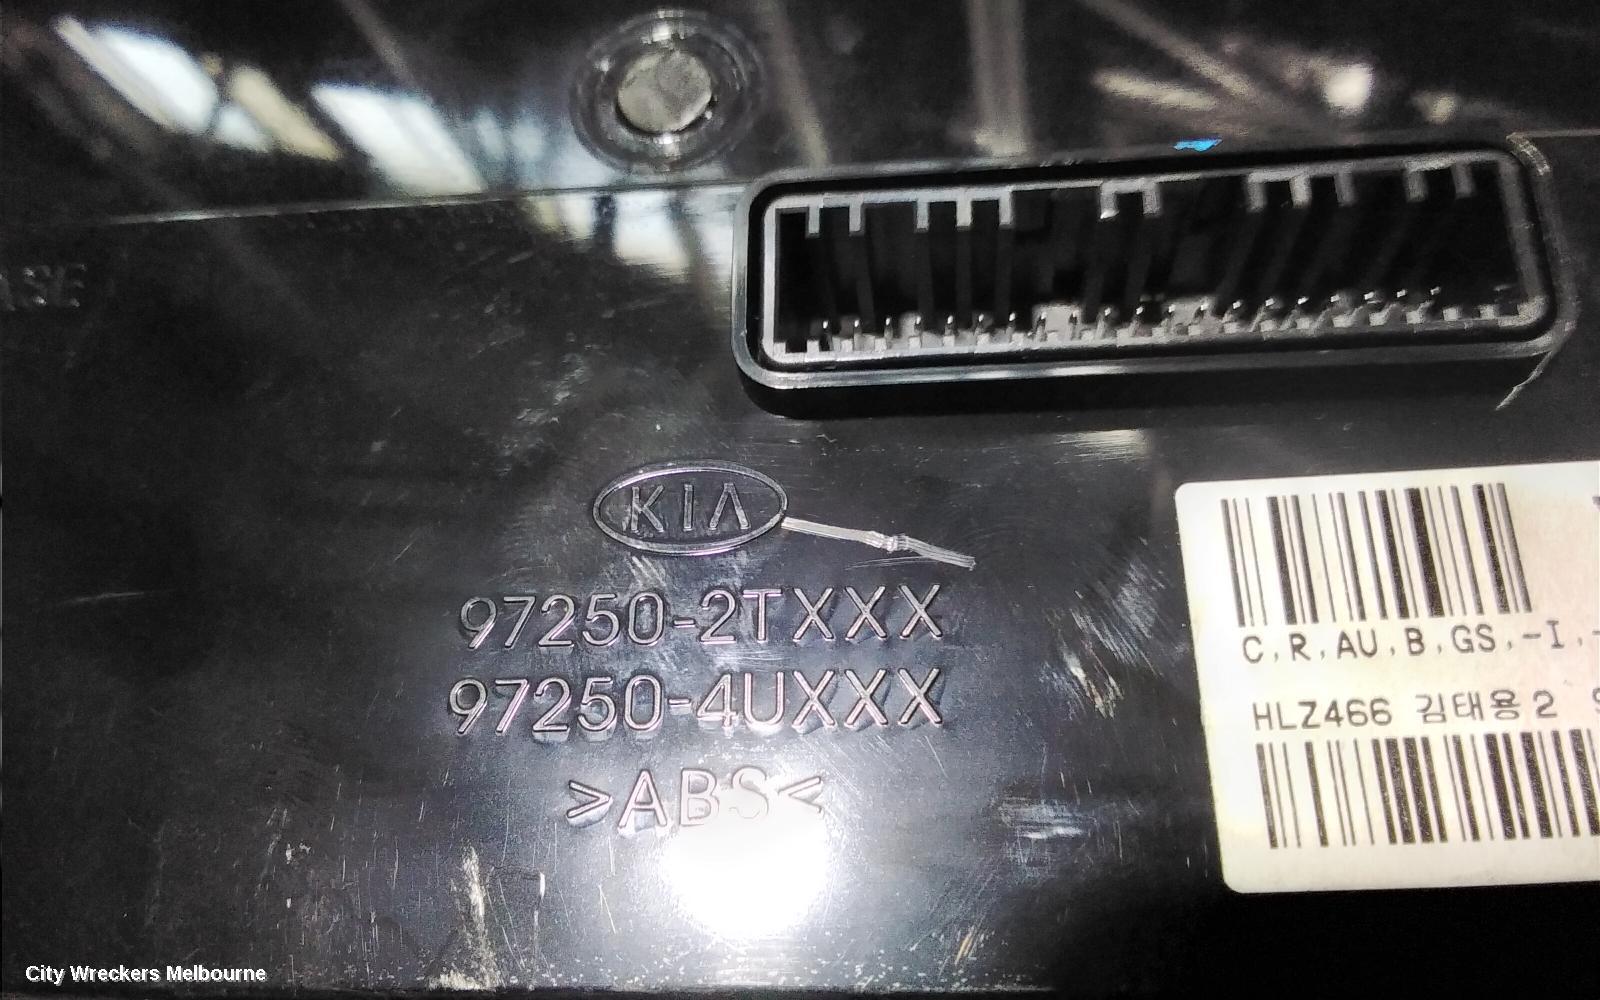 KIA
97250-2TXXX
97250-4UXXX
>ABS<
C,R,AU,B,GS,-I,-
HLZ466 김태용2
City Wreckers Melbourne